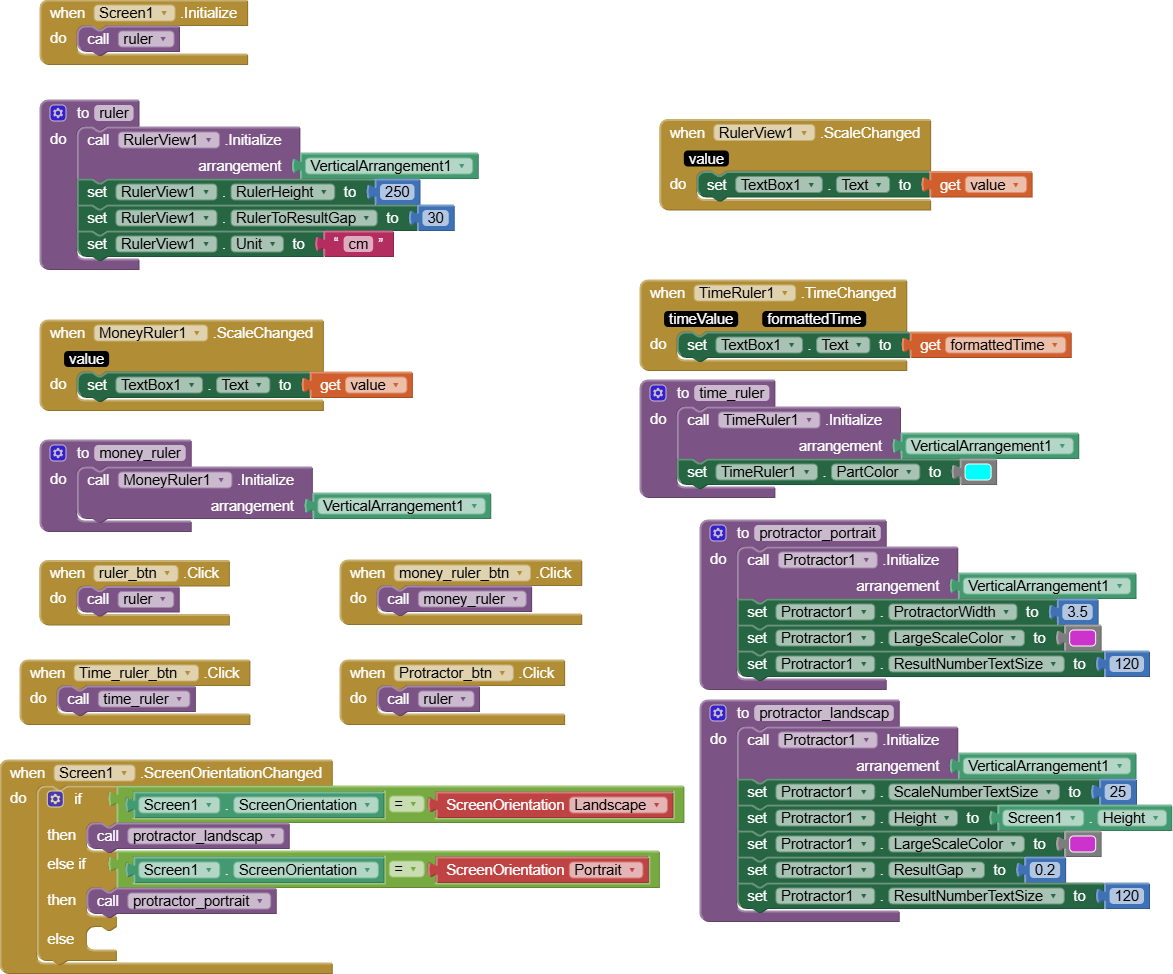 when Screen1 .Initialize
do call ruler
to ruler
do call RulerView1 .Initialize
arrangement VerticalArrangement1
set RulerView1 . RulerHeight to 250
set RulerView1 . RulerToResultGap to 30
set RulerView1 . Unit to " cm "
when RulerView1 .ScaleChanged
value
do set TextBox1 . Text to get value
when MoneyRuler1 .ScaleChanged
value
do set TextBox1 . Text to get value
when TimeRuler1 .TimeChanged
timeValue formattedTime
do set TextBox1 . Text to get formattedTime
to time_ruler
do call TimeRuler1 .Initialize
arrangement VerticalArrangement1
set TimeRuler1 . PartColor to
to money_ruler
do call MoneyRuler1 .Initialize
arrangement VerticalArrangement1
when ruler_btn .Click
do call ruler
when money_ruler_btn .Click
do call money_ruler
when Time_ruler_btn .Click
do call time_ruler
when Protractor_btn .Click
do call ruler
to protractor_portrait
do call Protractor1 .Initialize
arrangement VerticalArrangement1
set Protractor1 . ProtractorWidth to 3.5
set Protractor1 . LargeScaleColor to
set Protractor1 . ResultNumberTextSize to 120
to protractor_landscap
do call Protractor1 .Initialize
arrangement VerticalArrangement1
set Protractor1 . ScaleNumberTextSize to 25
set Protractor1 . Height to Screen1 . Height
set Protractor1 . LargeScaleColor to
set Protractor1 . ResultGap to 0.2
set Protractor1 . ResultNumberTextSize to 120
when Screen1 .ScreenOrientationChanged
do if Screen1 . ScreenOrientation = ScreenOrientation Landscape
then call protractor_landscap
else if Screen1 . ScreenOrientation = ScreenOrientation Portrait
then call protractor_portrait
else